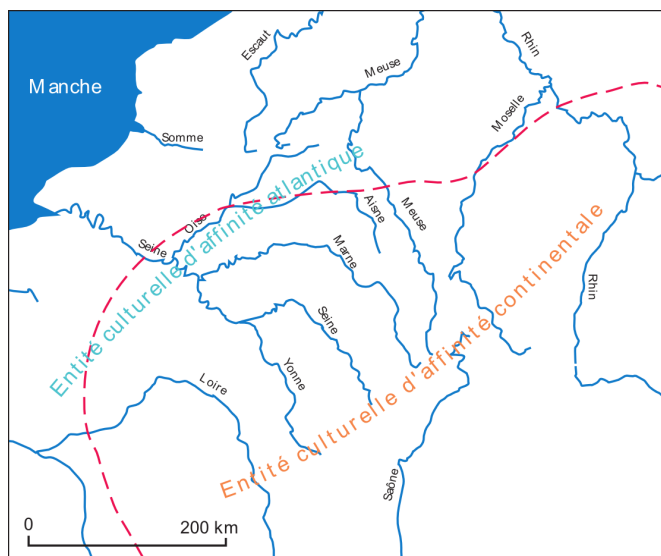 Escaut
Rhin
Meuse
Manche
Moselle
Somme
Entité culturelle d'affinité atlantique
Oise
Aisne
Meuse
Seine
Marne
Entité culturelle d'affinité continentale
Rhin
Seine
Yonne
Loire
Saône
0
200 km